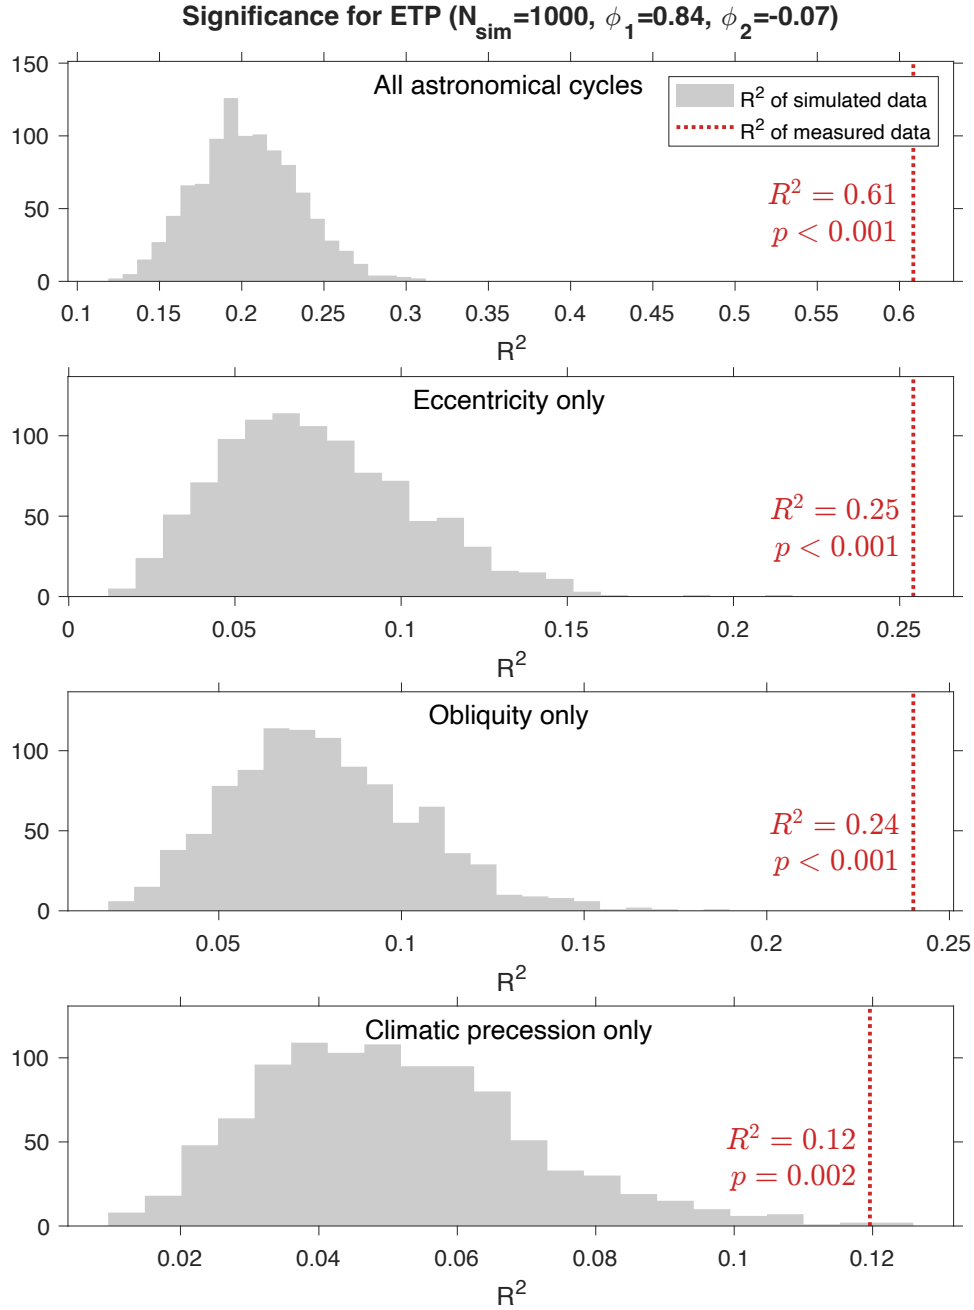 Significance for ETP (N_sim=1000, ϕ_1=0.84, ϕ_2=-0.07)
All astronomical cycles
R^2 of simulated data
R^2 of measured data
R^2 = 0.61
p < 0.001
150
100
50
0
0.1 0.15 0.2 0.25 0.3 0.35 0.4 0.45 0.5 0.55 0.6
R^2
Eccentricity only
R^2 = 0.25
p < 0.001
100
50
0
0 0.05 0.1 0.15 0.2 0.25
R^2
Obliquity only
R^2 = 0.24
p < 0.001
100
50
0
0.05 0.1 0.15 0.2 0.25
R^2
Climatic precession only
R^2 = 0.12
p = 0.002
100
50
0
0.02 0.04 0.06 0.08 0.1 0.12
R^2